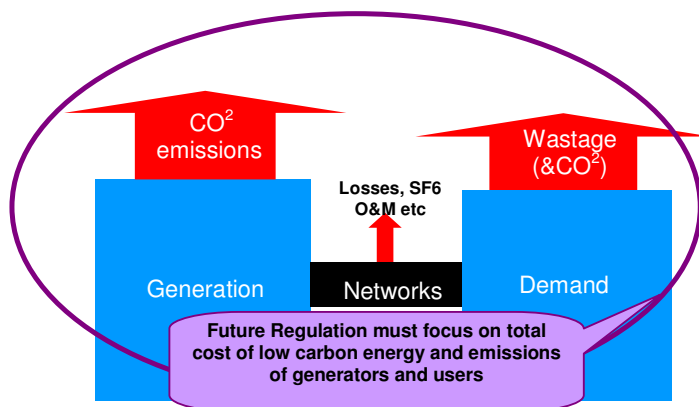 CO²
emissions
Wastage
(&CO²)
Losses, SF6
O&M etc
Generation
Networks
Demand
Future Regulation must focus on total
cost of low carbon energy and emissions
of generators and users